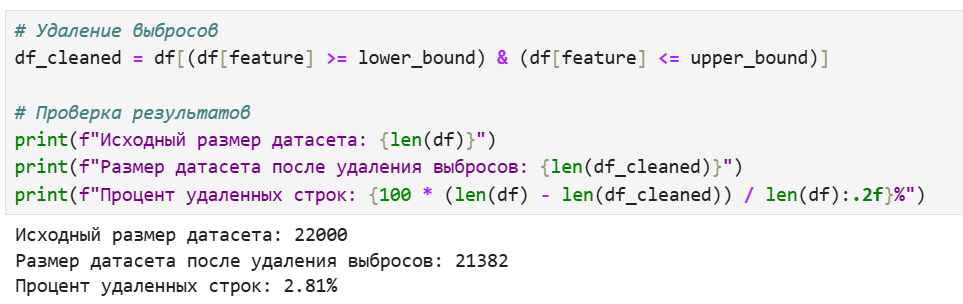 # Удаление выбросов
df_cleaned = df[(df[feature] >= lower_bound) & (df[feature] <= upper_bound)]
# Проверка результатов
print(f"Исходный размер датасета: {len(df)}")
print(f"Размер датасета после удаления выбросов: {len(df_cleaned)}")
print(f"Процент удаленных строк: {100 * (len(df) - len(df_cleaned)) / len(df):.2f}%")
Исходный размер датасета: 22000
Размер датасета после удаления выбросов: 21382
Процент удаленных строк: 2.81%